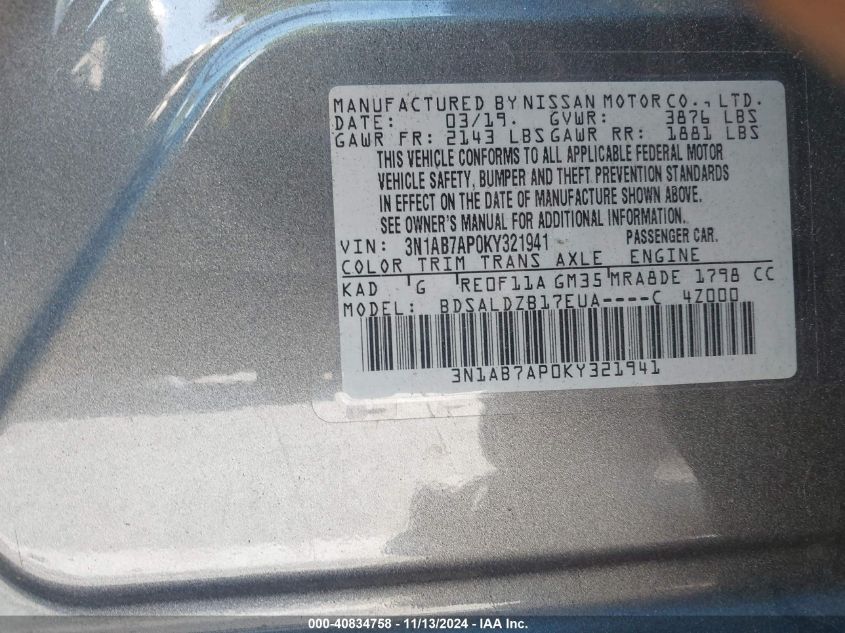 MANUFACTURED BY NISSAN MOTOR CO., LTD.
DATE: 03/19. GVWR: 3876 LBS
GAWR FR: 2143 LBS GAWR RR: 1881 LBS
THIS VEHICLE CONFORMS TO ALL APPLICABLE FEDERAL MOTOR
VEHICLE SAFETY, BUMPER AND THEFT PREVENTION STANDARDS
IN EFFECT ON THE DATE OF MANUFACTURE SHOWN ABOVE.
SEE OWNER'S MANUAL FOR ADDITIONAL INFORMATION.
VIN: 3N1AB7AP0KY321941 PASSENGER CAR.
COLOR TRIM TRANS AXLE ENGINE
KAD G RE0F11A GM35 MRA8DE 1798 CC
MODEL: BDSALDZB17EUA----C 4Z000
3N1AB7AP0KY321941
000-40834758 - 11/13/2024 - IAAI.COM